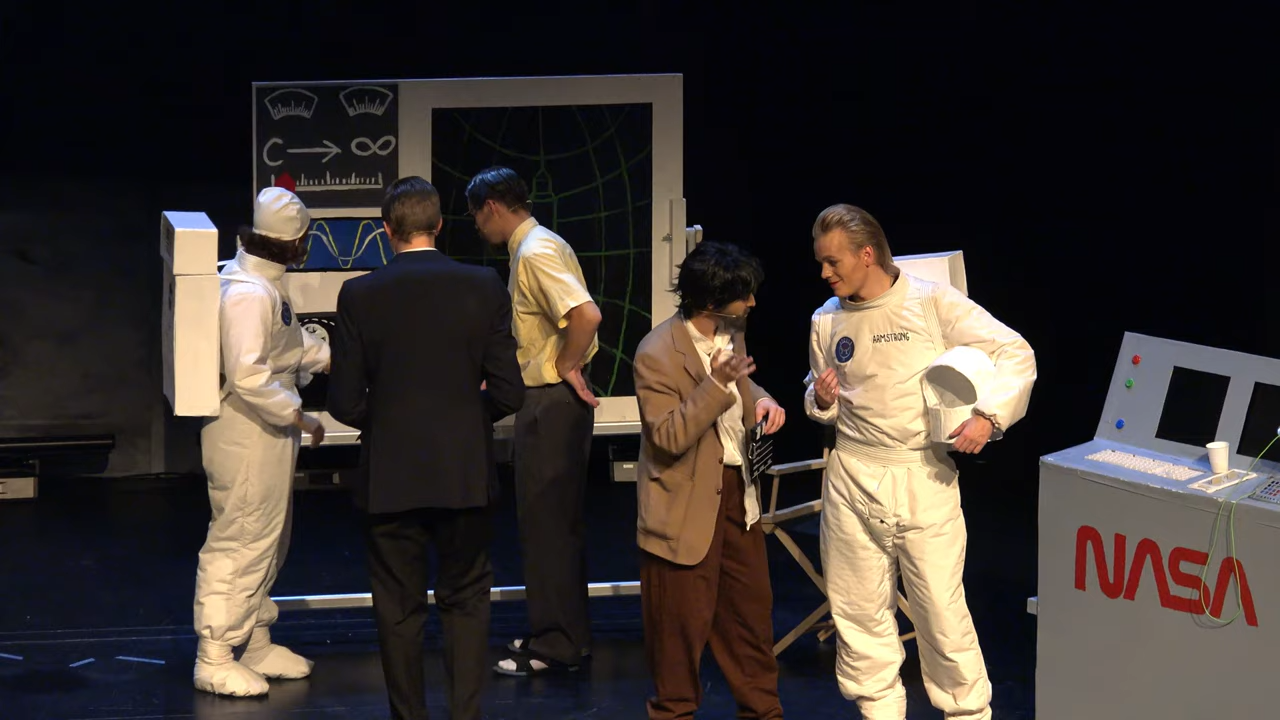 C → ∞
ARMSTRONG
NASA